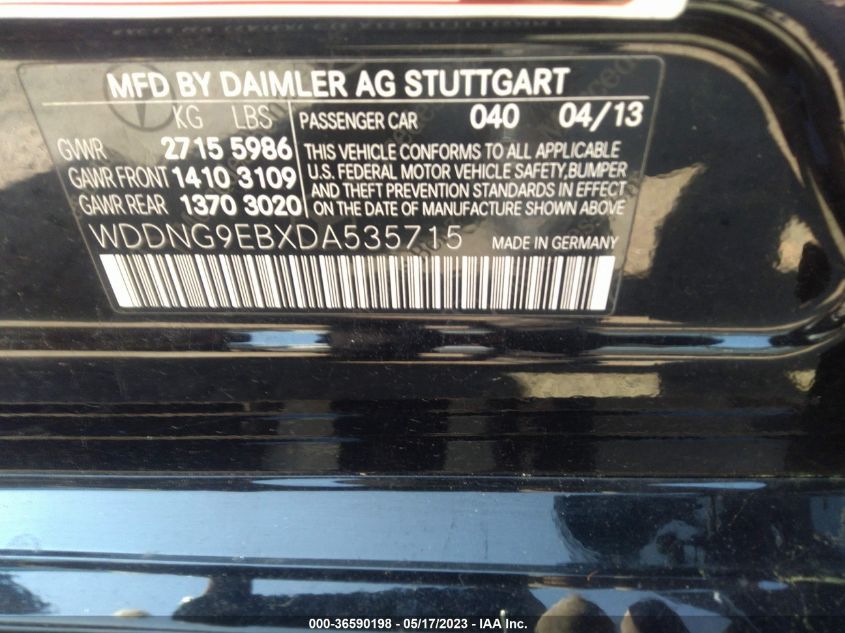 MFD BY DAIMLER AG STUTTGART
KG LBS
GVWR 2715 5986
GAWR FRONT 1410 3109
GAWR REAR 1370 3020
PASSENGER CAR 040 04/13
THIS VEHICLE CONFORMS TO ALL APPLICABLE
U.S. FEDERAL MOTOR VEHICLE SAFETY,BUMPER
AND THEFT PREVENTION STANDARDS IN EFFECT
ON THE DATE OF MANUFACTURE SHOWN ABOVE.
WDDNG9EBXDA535715 MADE IN GERMANY
000-36590198 - 05/17/2023 - IAA Inc.